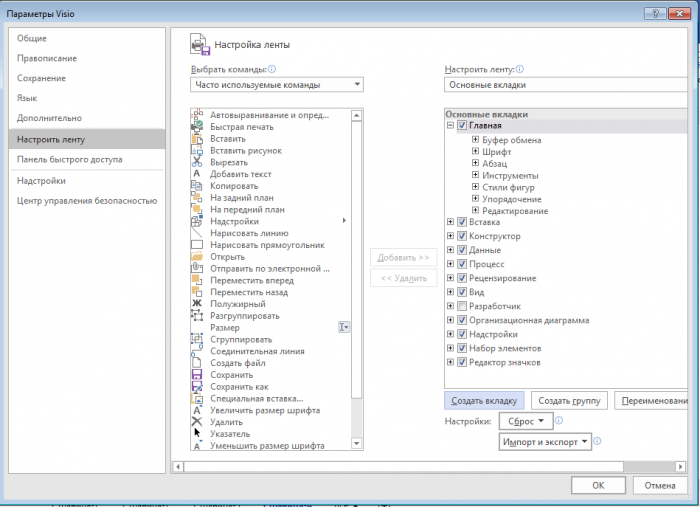 Параметры Visio
Общие
Правописание
Сохранение
Язык
Дополнительно
Настроить ленту
Панель быстрого доступа
Надстройки
Центр управления безопасностью
Настройка ленты
Выбрать команды:
Часто используемые команды
Автовыравнивание и опред...
Быстрая печать
Вставить
Вставить рисунок
Вырезать
Добавить текст
Копировать
На задний план
На передний план
Надстройки
Нарисовать линию
Нарисовать прямоугольник
Открыть
Отправить по электронной ...
Переместить вперед
Переместить назад
Полужирный
Разгруппировать
Размер
Сгруппировать
Соединительная линия
Создать файл
Сохранить
Сохранить как
Специальная вставка...
Увеличить размер шрифта
Удалить
Указатель
Уменьшить размер шрифта
Добавить >>
<< Удалить
Настроить ленту:
Основные вкладки
Основные вкладки
Главная
Буфер обмена
Шрифт
Абзац
Инструменты
Стили фигур
Упорядочение
Редактирование
Вставка
Конструктор
Данные
Процесс
Рецензирование
Вид
Разработчик
Организационная диаграмма
Надстройки
Набор элементов
Редактор значков
Создать вкладку
Создать группу
Переименовани
Настройки:
Сброс
Импорт и экспорт
ОК
Отмена